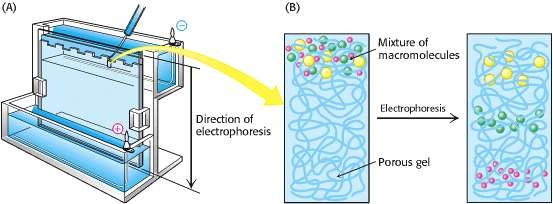 (A)
−
+
Direction of
electrophoresis
(B)
Mixture of
macromolecules
Electrophoresis
Porous gel